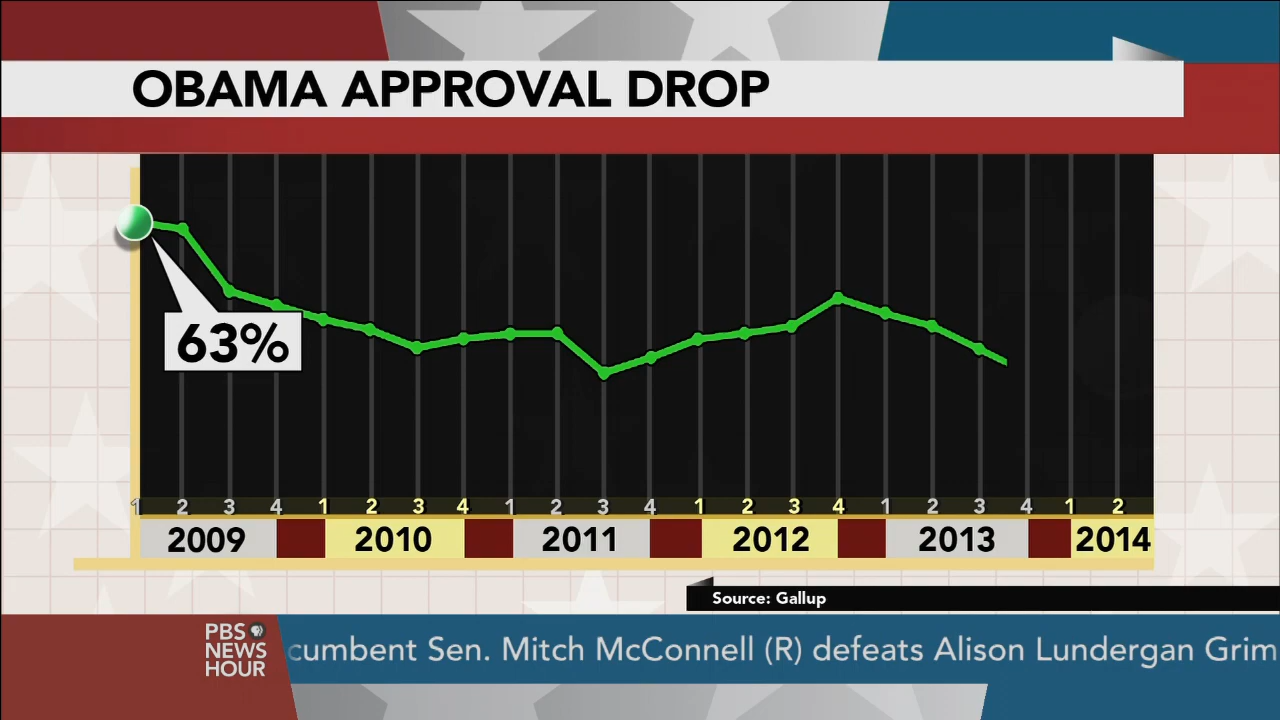 OBAMA APPROVAL DROP
63%
1 2 3 4 1 2 3 4 1 2 3 4 1 2 3 4 1 2 3 4 1 2
2009 2010 2011 2012 2013 2014
Source: Gallup
PBS
NEWS
HOUR
cumbent Sen. Mitch McConnell (R) defeats Alison Lundergan Grim